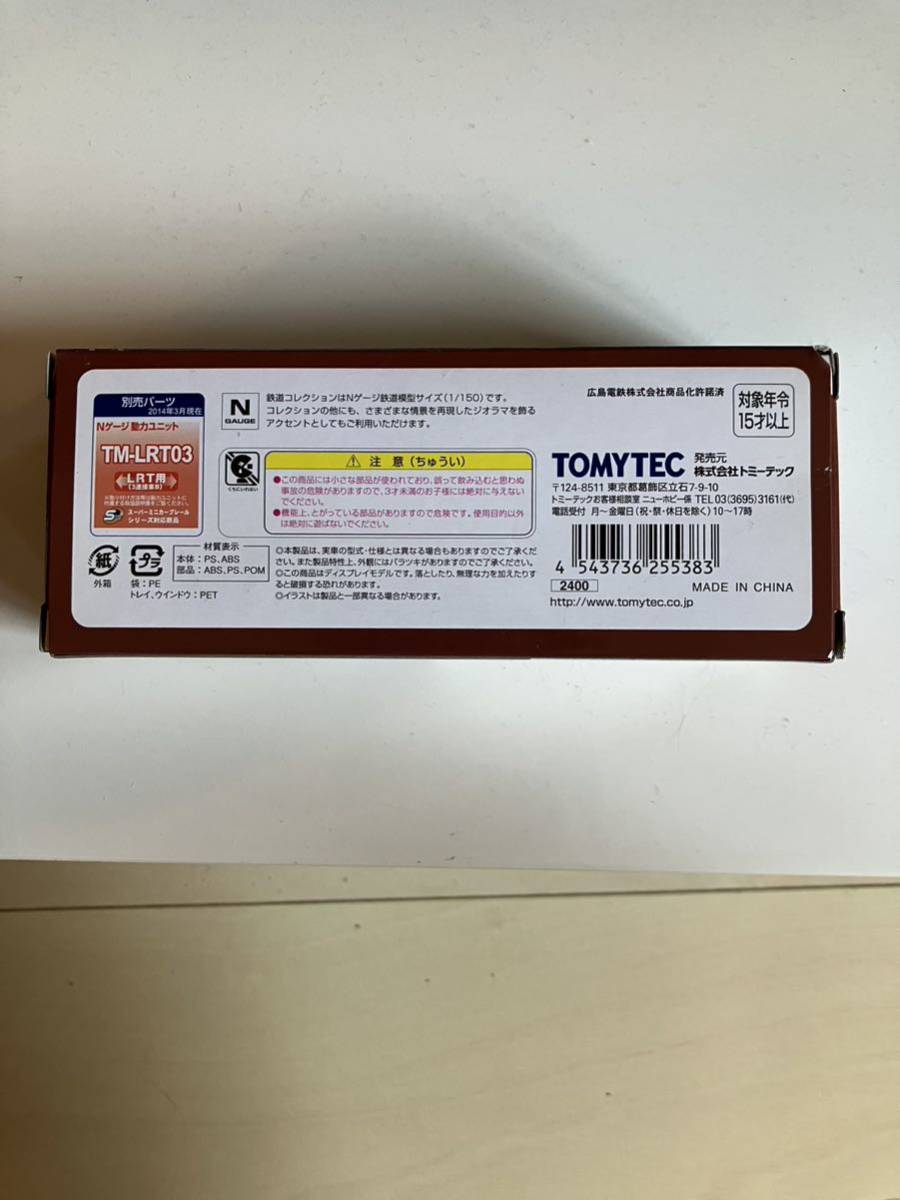 別売パーツ
2014年3月現在
Nゲージ 動力ユニット
TM-LRT03
LRT用
(3連接車B)
スーパーミニカーブレール
シリーズ対応部品
N
GAUGE
鉄道コレクションはNゲージ鉄道模型サイズ(1/150)です。
コレクションの他にも、さまざまな情景を再現したジオラマを飾る
アクセントとしてもご利用いただけます。
くちにいれない
注 意 (ちゅうい)
●この商品には小さな部品が使われており、誤って飲み込むと思わぬ
事故の危険がありますので、3才未満のお子様には絶対に与えない
でください。
●機能上、とがっている部品がありますので危険です。使用目的以外
は絶対に遊ばないでください。
紙
外箱
プラ
袋:PE
トレイ、ウインドウ:PET
材質表示
本体:PS、ABS
部品:ABS、PS、POM
◎本製品は、実車の型式・仕様とは異なる場合もありますのでご了承くだ
さい。また製品特性上、外観にはバラツキがありますのでご了承ください。
◎この商品はディスプレイモデルです。落としたり、無理な力を加えたりす
ると破損する恐れがあります。
◎イラストは製品と一部異なる場合があります。
広島電鉄株式会社商品化許諾済
対象年令
15才以上
TOMYTEC
発売元
株式会社トミーテック
〒124-8511 東京都葛飾区立石7-9-10
トミーテックお客様相談室 ニューホビー係 TEL 03(3695)3161(代)
電話受付 月〜金曜日(祝・祭・休日を除く)10〜17時
4 543736 255383
2400
MADE IN CHINA
http://www.tomytec.co.jp